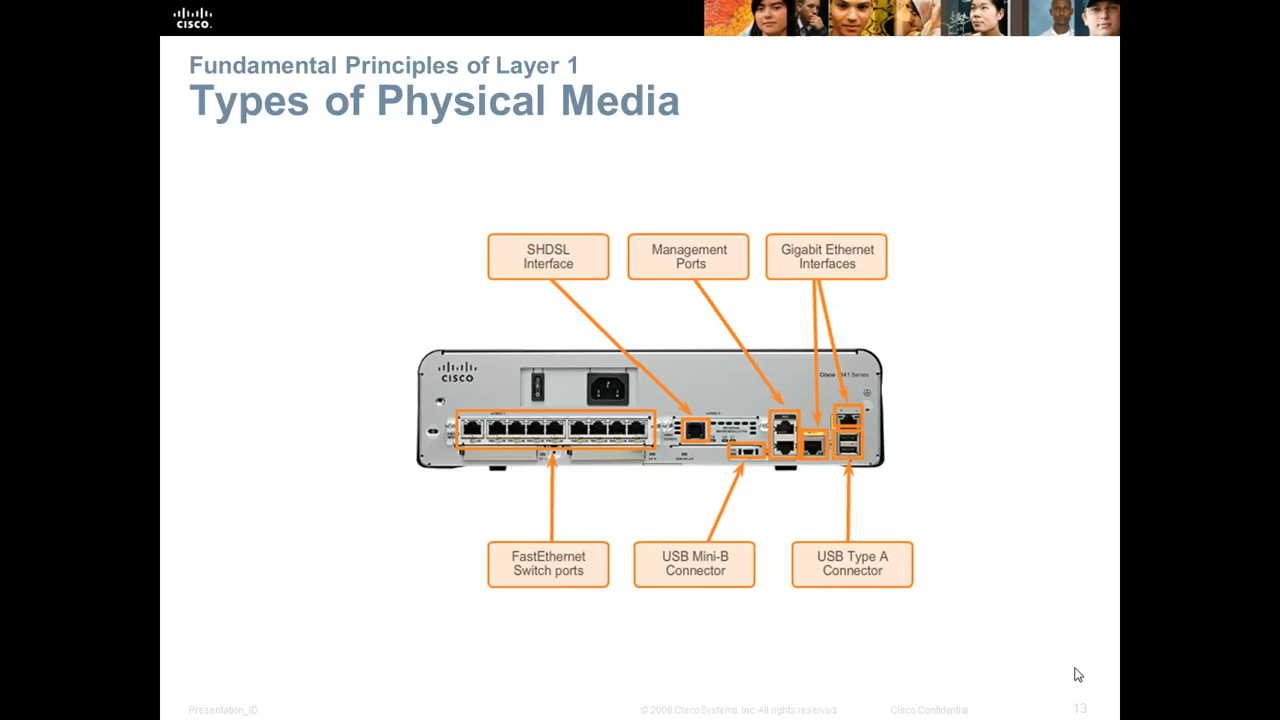 CISCO
Fundamental Principles of Layer 1
Types of Physical Media
SHDSL
Interface
Management
Ports
Gigabit Ethernet
Interfaces
CISCO
FastEthernet
Switch ports
USB Mini-B
Connector
USB Type A
Connector
Presentation_ID
© 2008 Cisco Systems, Inc. All rights reserved.
Cisco Confidential
13